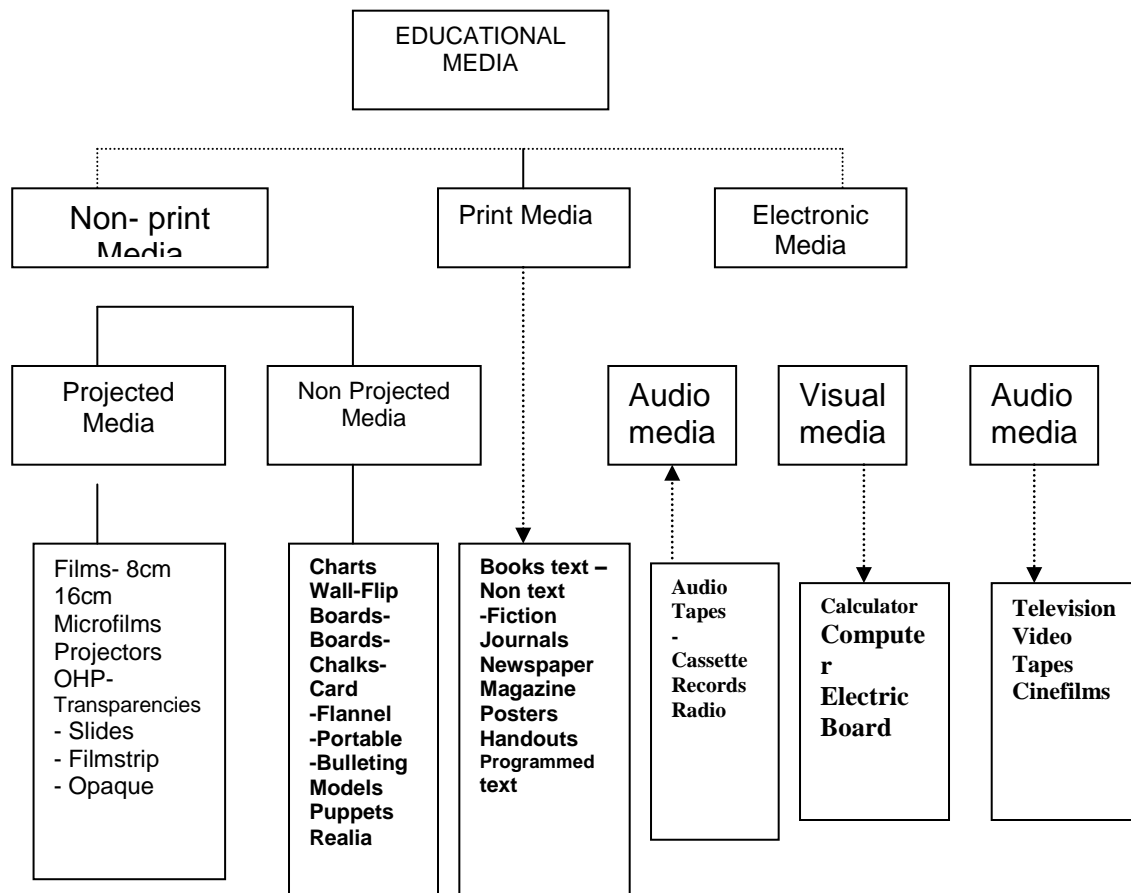 EDUCATIONAL
MEDIA
Non- print
Media
Print Media
Electronic
Media
Projected
Media
Non Projected
Media
Audio
media
Visual
media
Audio
media
Films- 8cm
16cm
Microfilms
Projectors
OHP-
Transparencies
- Slides
- Filmstrip
- Opaque
Charts
Wall-Flip
Boards-
Boards-
Chalks-
Card
-Flannel
-Portable
-Bulleting
Models
Puppets
Realia
Books text –
Non text
-Fiction
Journals
Newspaper
Magazine
Posters
Handouts
Programmed
text
Audio
Tapes
-
Cassette
Records
Radio
Calculator
Compute
r
Electric
Board
Television
Video
Tapes
Cinefilms